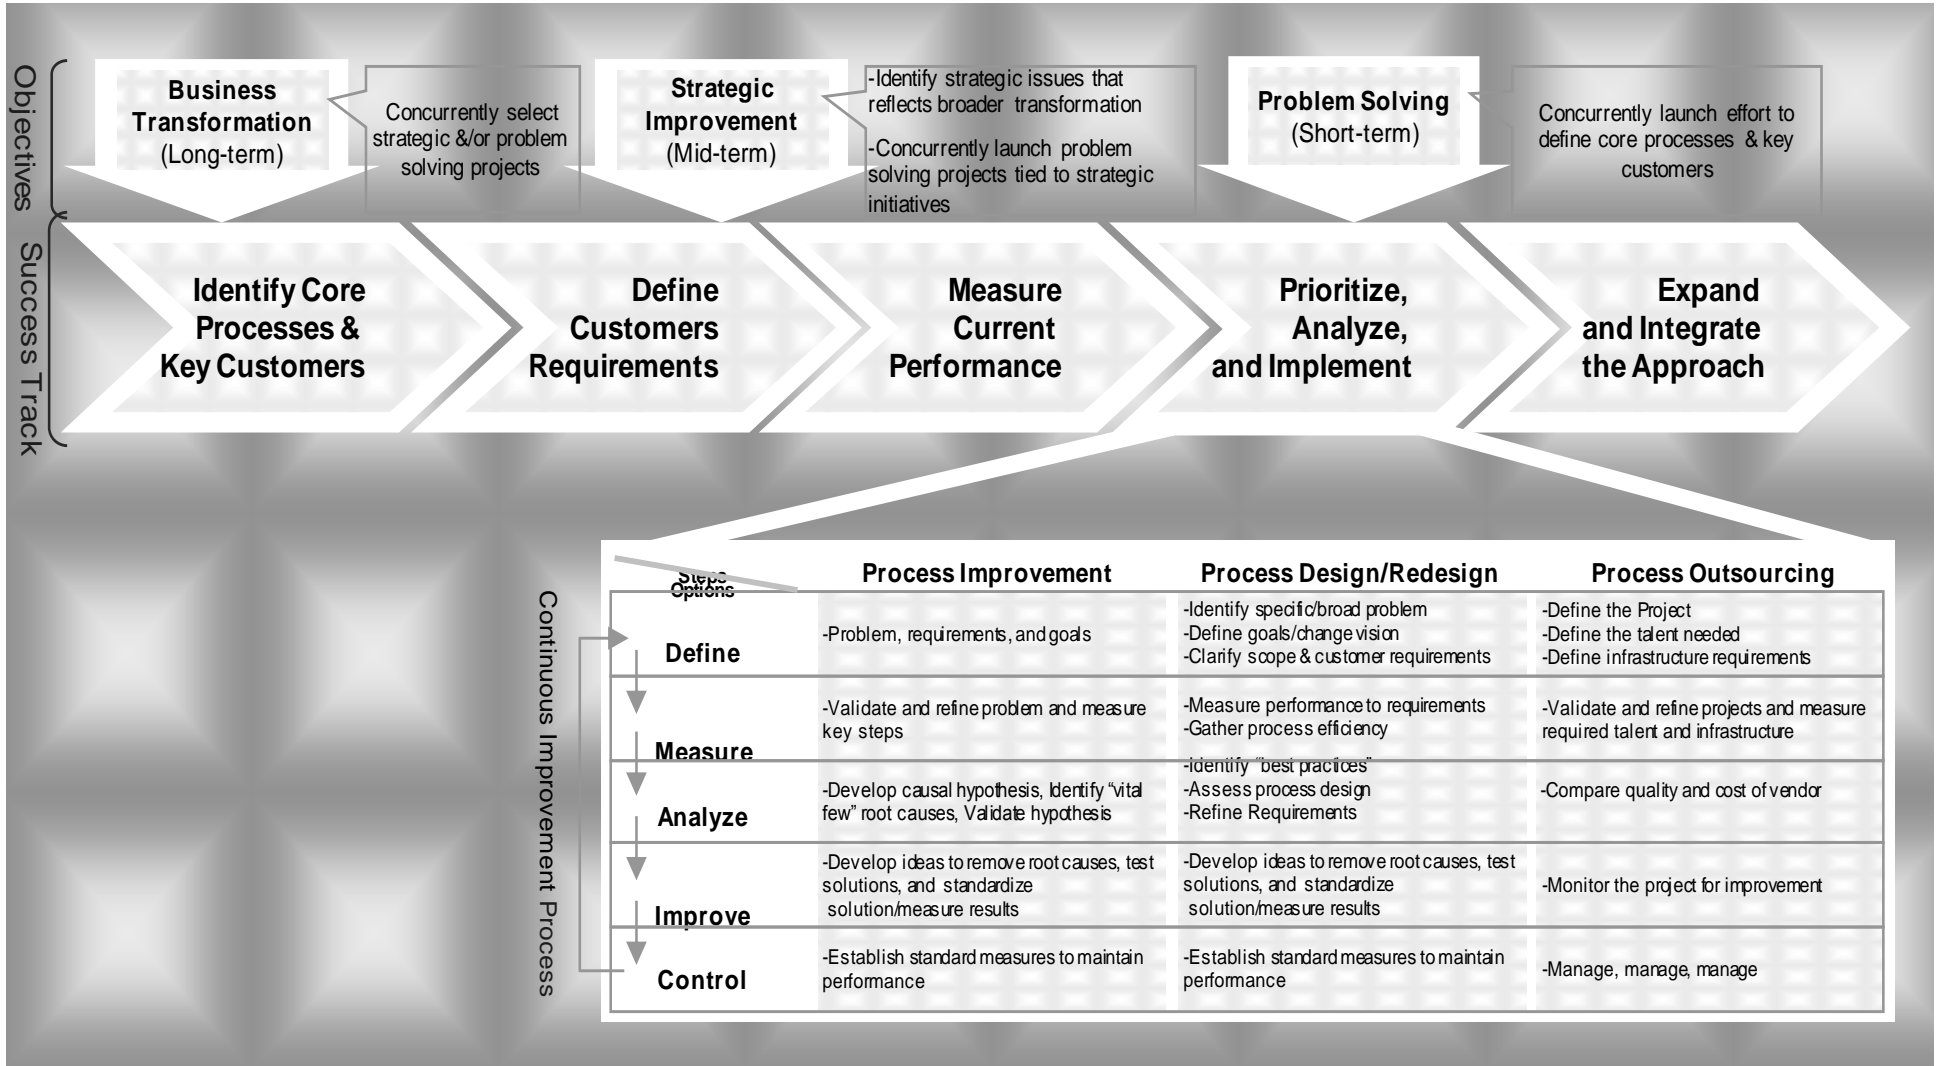 Objectives
Business
Transformation
(Long-term)
Concurrently select
strategic &/or problem
solving projects
Strategic
Improvement
(Mid-term)
-Identify strategic issues that
reflects broader transformation
-Concurrently launch problem
solving projects tied to strategic
initiatives
Problem Solving
(Short-term)
Concurrently launch effort to
define core processes & key
customers
Success Track
Identify Core
Processes &
Key Customers
Define
Customers
Requirements
Measure
Current
Performance
Prioritize,
Analyze,
and Implement
Expand
and Integrate
the Approach
Continuous Improvement Process
Steps
Options
Process Improvement
Process Design/Redesign
Process Outsourcing
Define
-Problem, requirements, and goals
-Identify specific/broad problem
-Define goals/change vision
-Clarify scope & customer requirements
-Define the Project
-Define the talent needed
-Define infrastructure requirements
Measure
-Validate and refine problem and measure
key steps
-Measure performance to requirements
-Gather process efficiency
-Validate and refine projects and measure
required talent and infrastructure
Analyze
-Develop causal hypothesis, Identify “vital
few” root causes, Validate hypothesis
-Identify “best practices”
-Assess process design
-Refine Requirements
-Compare quality and cost of vendor
Improve
-Develop ideas to remove root causes, test
solutions, and standardize
solution/measure results
-Develop ideas to remove root causes, test
solutions, and standardize
solution/measure results
-Monitor the project for improvement
Control
-Establish standard measures to maintain
performance
-Establish standard measures to maintain
performance
-Manage, manage, manage